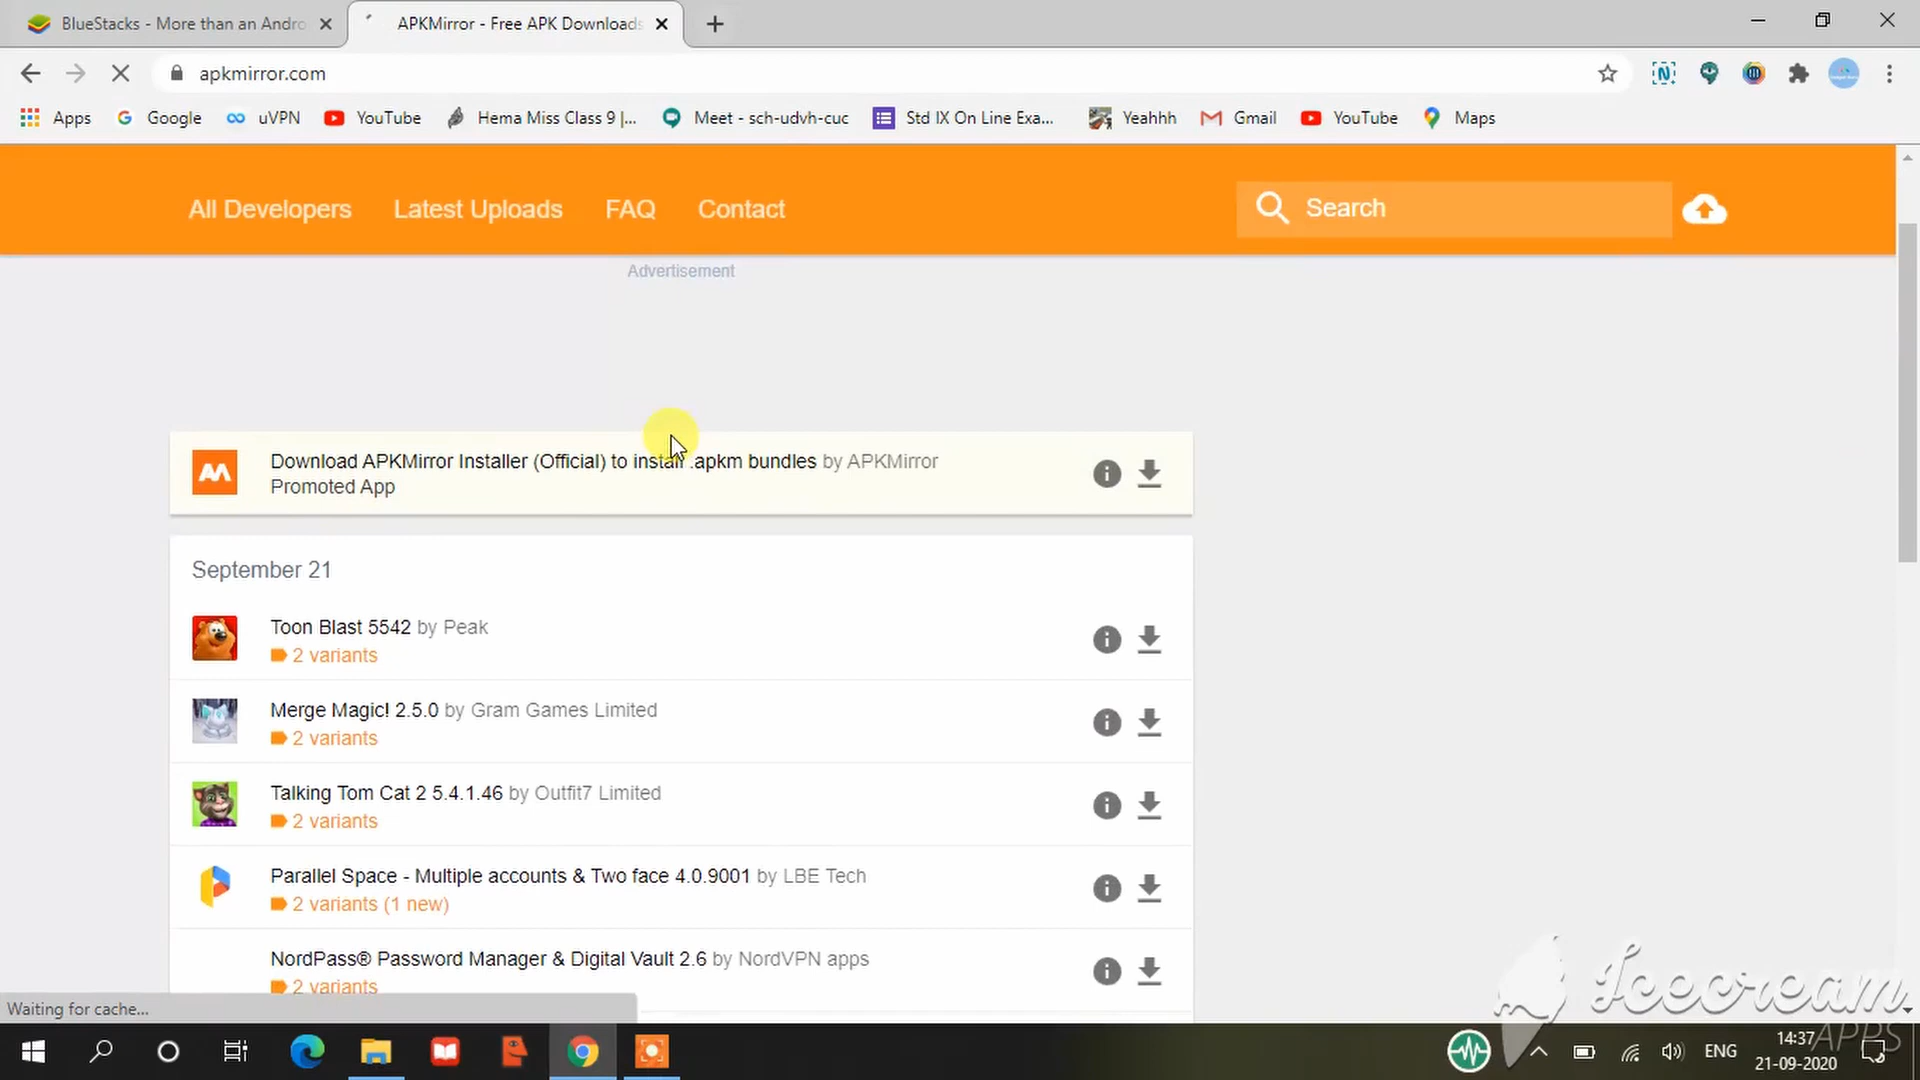 BlueStacks - More than an Andro
APKMirror - Free APK Downloads
apkmirror.com
Apps
Google
uVPN
YouTube
Hema Miss Class 9 |...
Meet - sch-udvh-cuc
Std IX On Line Exa...
Yeahhh
Gmail
YouTube
Maps
All Developers
Latest Uploads
FAQ
Contact
Search
Advertisement
Download APKMirror Installer (Official) to install .apkm bundles by APKMirror
Promoted App
September 21
Toon Blast 5542 by Peak
2 variants
Merge Magic! 2.5.0 by Gram Games Limited
2 variants
Talking Tom Cat 2 5.4.1.46 by Outfit7 Limited
2 variants
Parallel Space - Multiple accounts & Two face 4.0.9001 by LBE Tech
2 variants (1 new)
NordPass® Password Manager & Digital Vault 2.6 by NordVPN apps
2 variants
Waiting for cache...
Icecream
APPS
ENG
14:37
21-09-2020